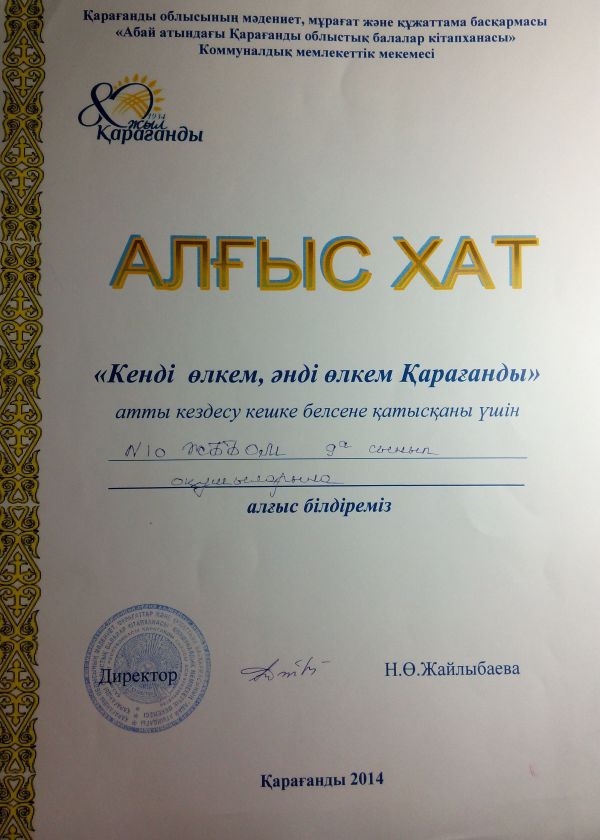 Қарағанды облысының мәдениет, мұрағат және құжаттама басқармасы
«Абай атындағы Қарағанды облыстық балалар кітапханасы»
Коммуналдық мемлекеттік мекемесі
80
1934
жыл
Қарағанды
АЛҒЫС ХАТ
«Кенді өлкем, әнді өлкем Қарағанды»
атты кездесу кешке белсене қатысқаны үшін
N10 ЖББОМ 9а сынып
оқушыларына
алғыс білдіреміз
Директор
Н.Ө.Жайлыбаева
Қарағанды 2014